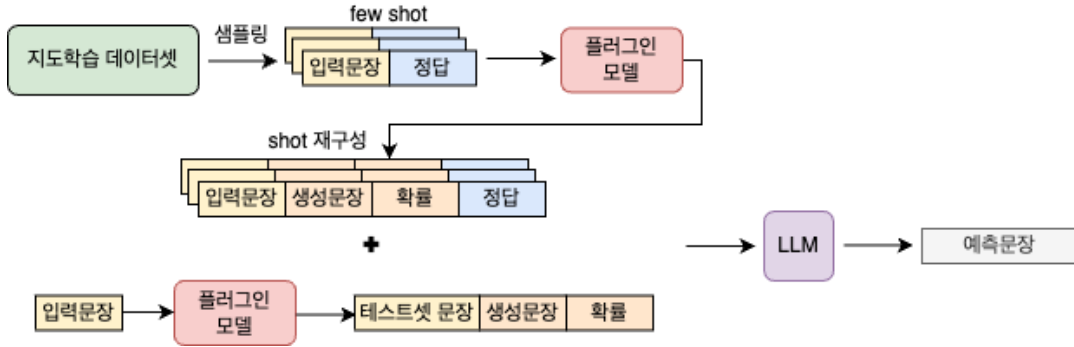 few shot
지도학습 데이터셋
샘플링
입력문장 정답
플러그인
모델
shot 재구성
입력문장 생성문장 확률 정답
+
LLM
예측문장
입력문장
플러그인
모델
테스트셋 문장 생성문장 확률